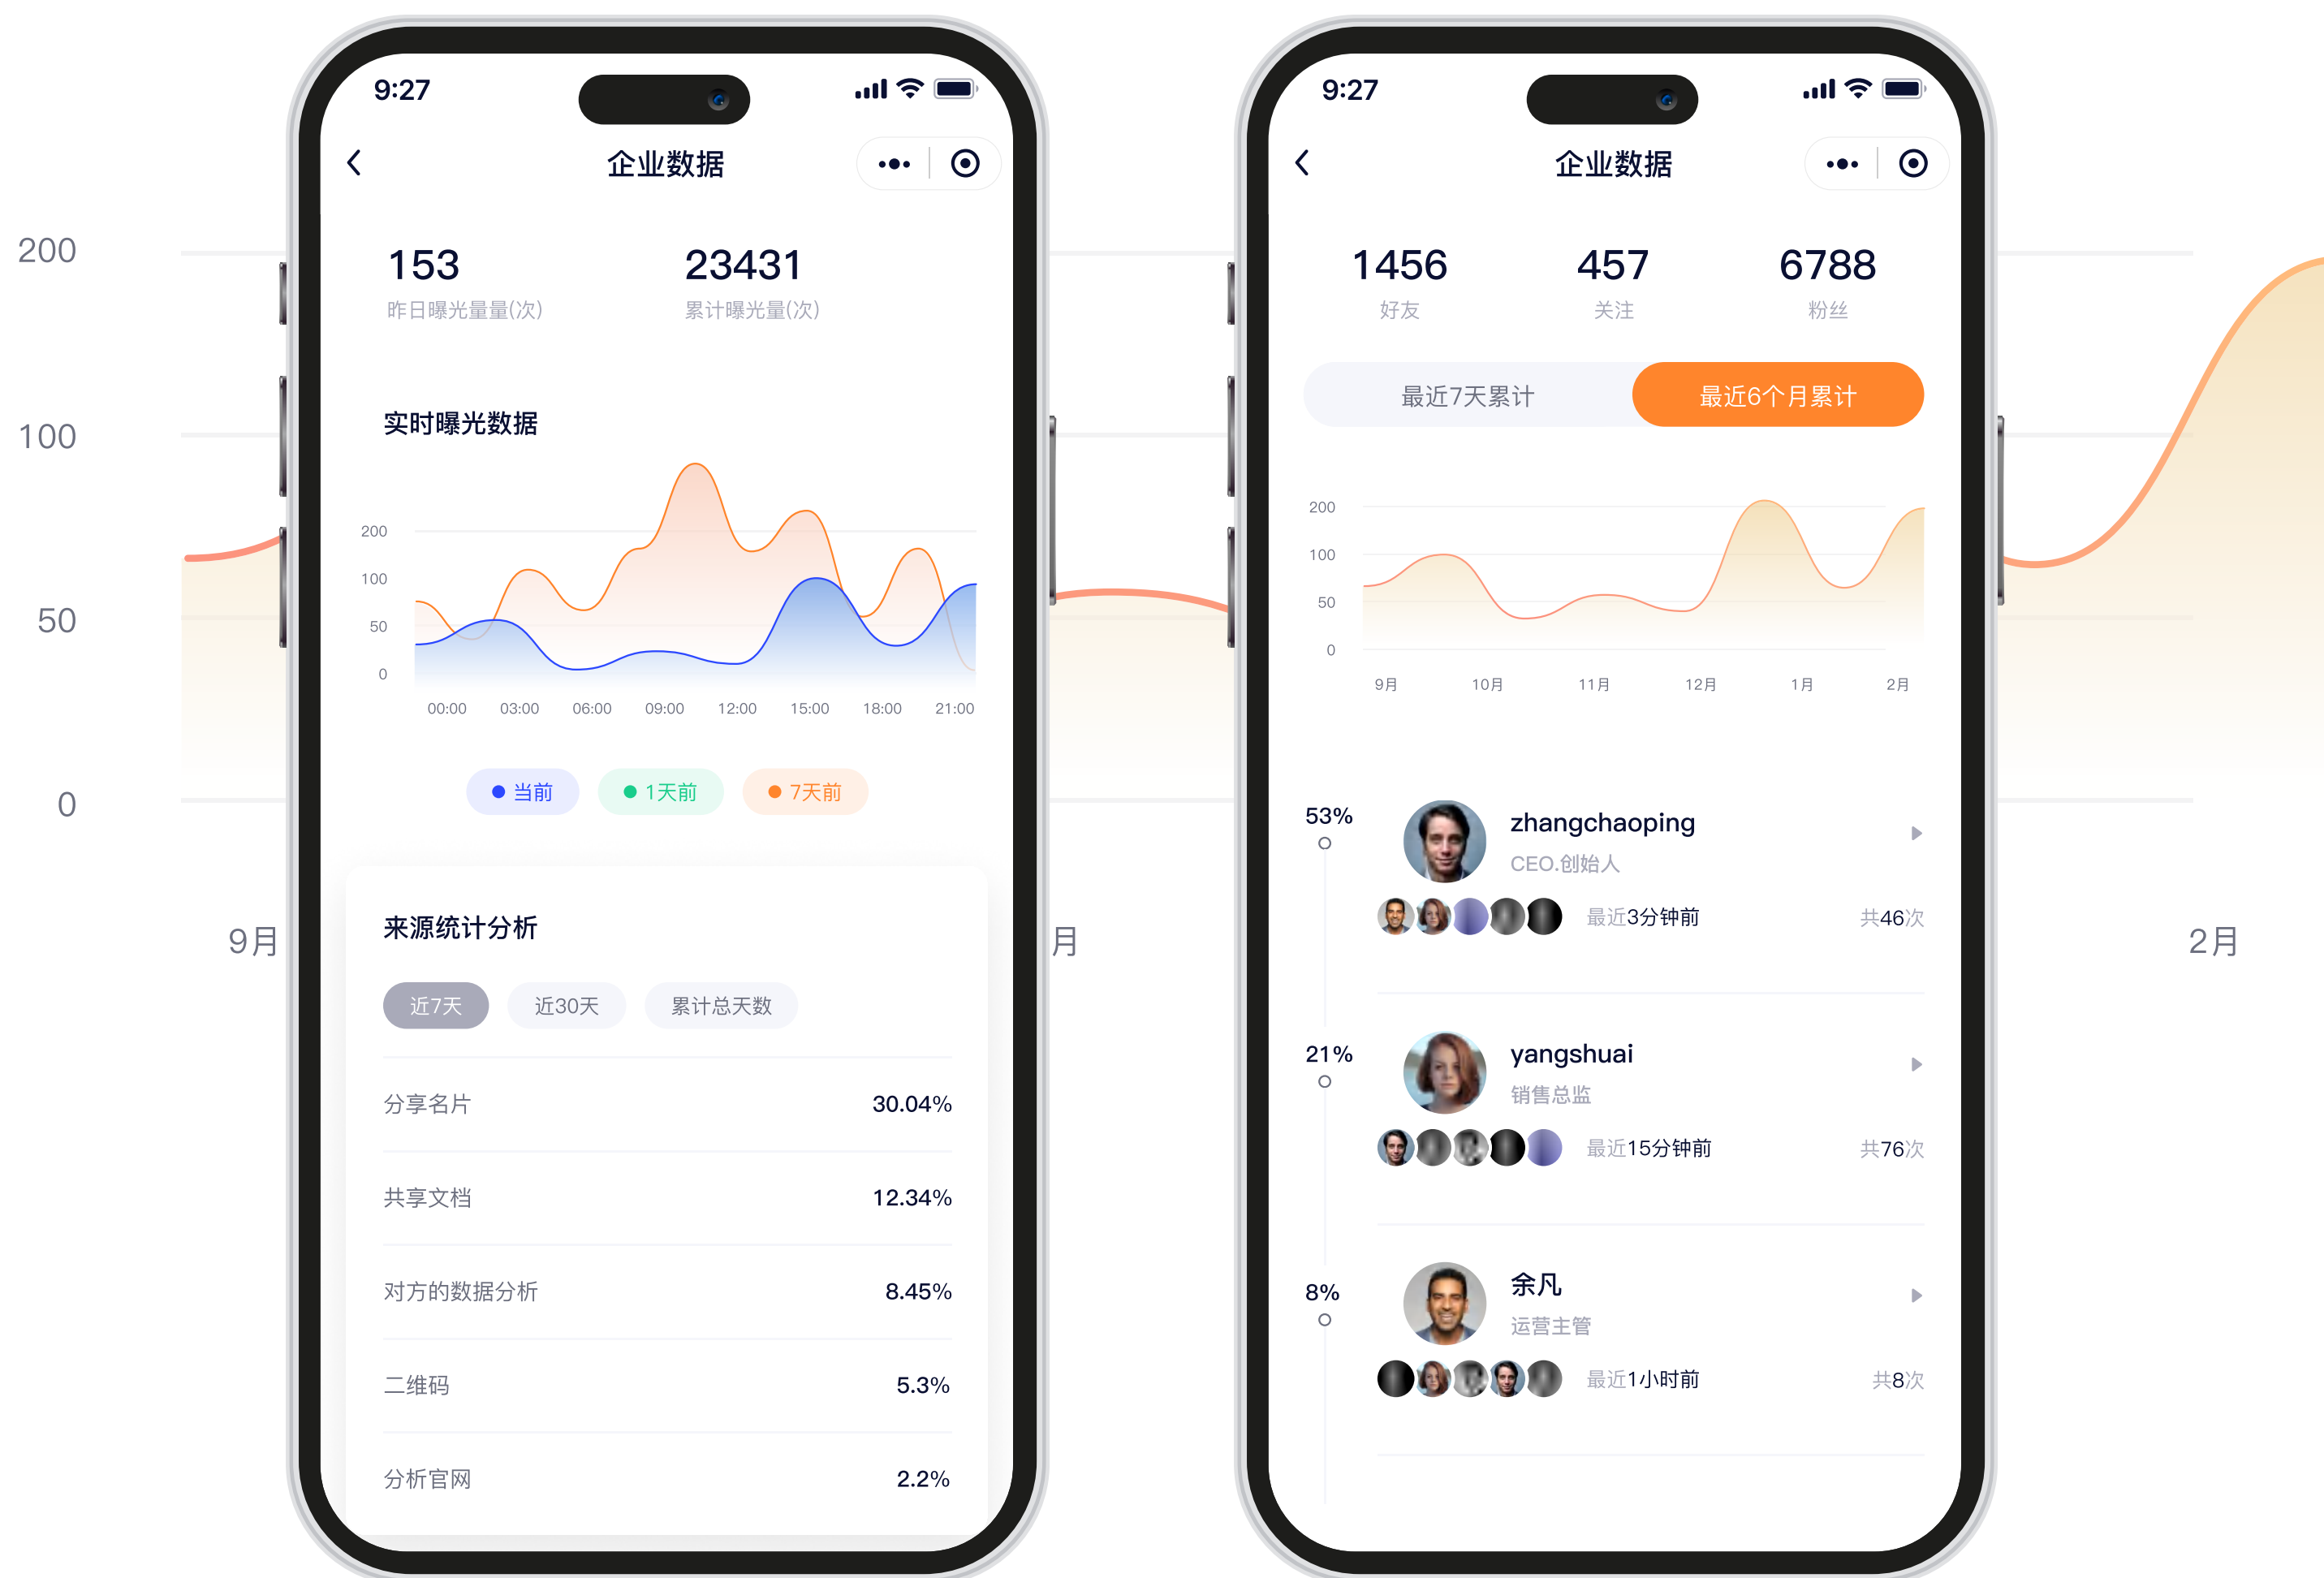 200
100
50
0
9月
月
2月
9:27
企业数据
153
23431
昨日曝光量量(次)
累计曝光量(次)
实时曝光数据
200
100
50
0
00:00 03:00 06:00 09:00 12:00 15:00 18:00 21:00
当前 1天前 7天前
来源统计分析
近7天 近30天 累计总天数
分享名片 30.04%
共享文档 12.34%
对方的数据分析 8.45%
二维码 5.3%
分析官网 2.2%
9:27
企业数据
1456 457 6788
好友 关注 粉丝
最近7天累计 最近6个月累计
200
100
50
0
9月 10月 11月 12月 1月 2月
53%
zhangchaoping
CEO.创始人
最近3分钟前 共46次
21%
yangshuai
销售总监
最近15分钟前 共76次
8%
余凡
运营主管
最近1小时前 共8次